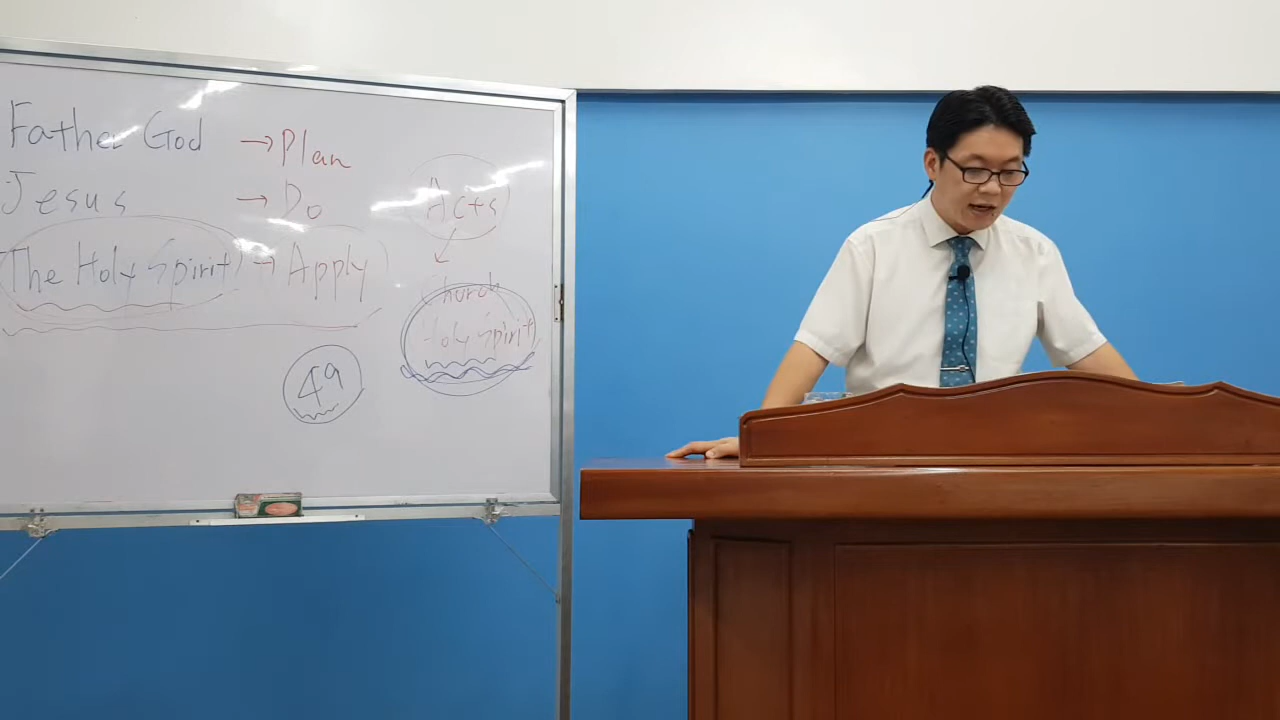 Father God → Plan
Jesus → Do
The Holy Spirit → Apply
Acts
Church
Holy Spirit
49